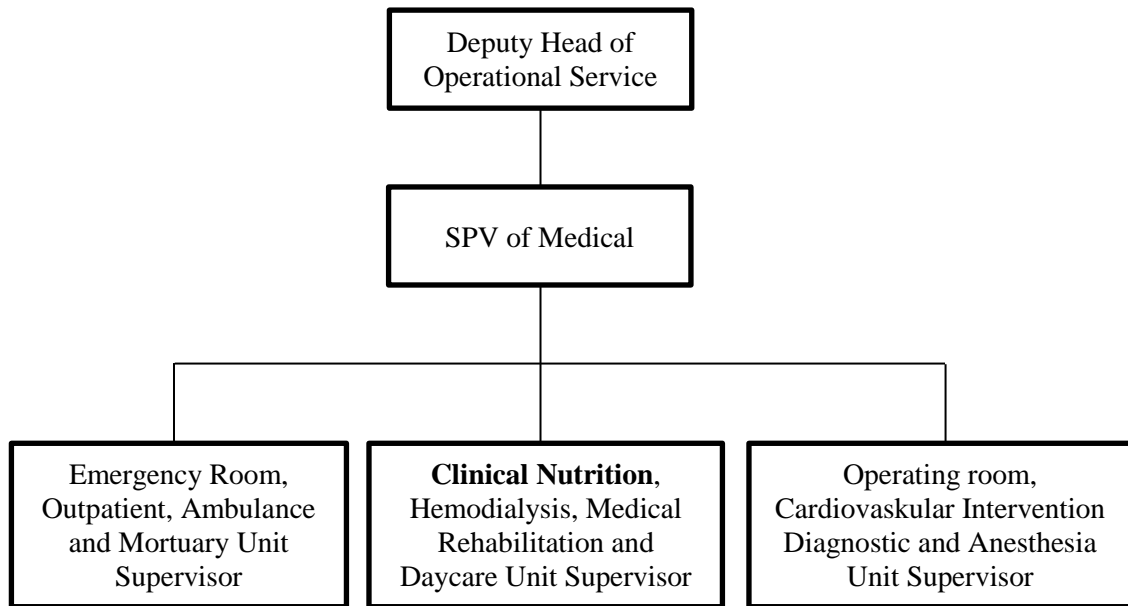 Deputy Head of
Operational Service
SPV of Medical
Emergency Room,
Outpatient, Ambulance
and Mortuary Unit
Supervisor
Clinical Nutrition,
Hemodialysis, Medical
Rehabilitation and
Daycare Unit Supervisor
Operating room,
Cardiovaskular Intervention
Diagnostic and Anesthesia
Unit Supervisor